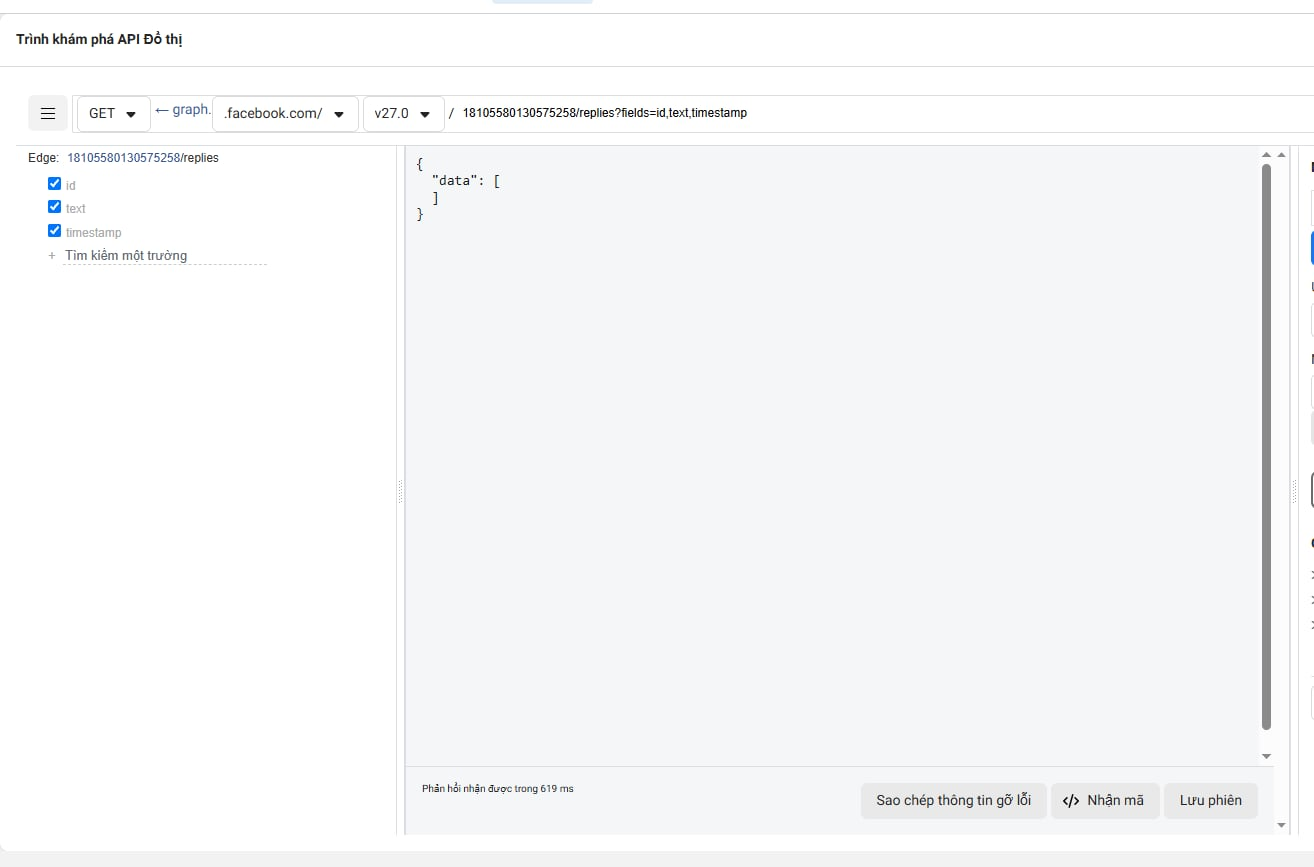 Trình khám phá API Đồ thị
GET ← graph. .facebook.com/ v27.0 / 18105580130575258/replies?fields=id,text,timestamp
Edge: 18105580130575258/replies
id
text
timestamp
+ Tìm kiếm một trường
{
"data": [
]
}
Phản hồi nhận được trong 619 ms
Sao chép thông tin gỡ lỗi
</> Nhận mã
Lưu phiên